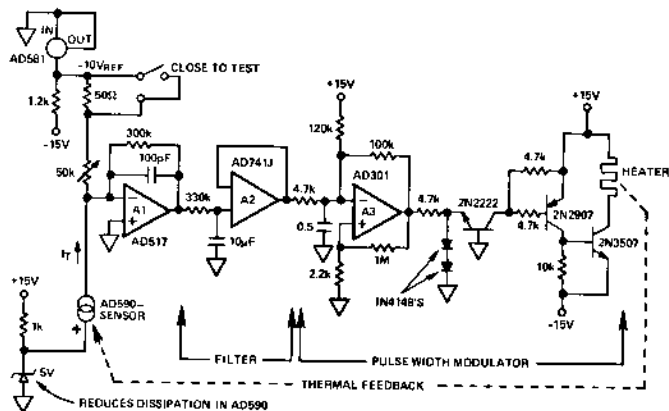 IN
OUT
AD581
-10VREF
CLOSE TO TEST
1.2k
50Ω
-15V
300k
100pF
50k
A1
AD517
330k
AD741J
A2
10µF
4.7k
+15V
120k
100k
AD301
A3
0.5
2.2k
1M
4.7k
2N2222
IN4148'S
4.7k
4.7k
2N2907
+15V
HEATER
2N3507
10k
-15V
IT
+15V
1k
AD590-
SENSOR
5V
FILTER
PULSE WIDTH MODULATOR
THERMAL FEEDBACK
REDUCES DISSIPATION IN AD590